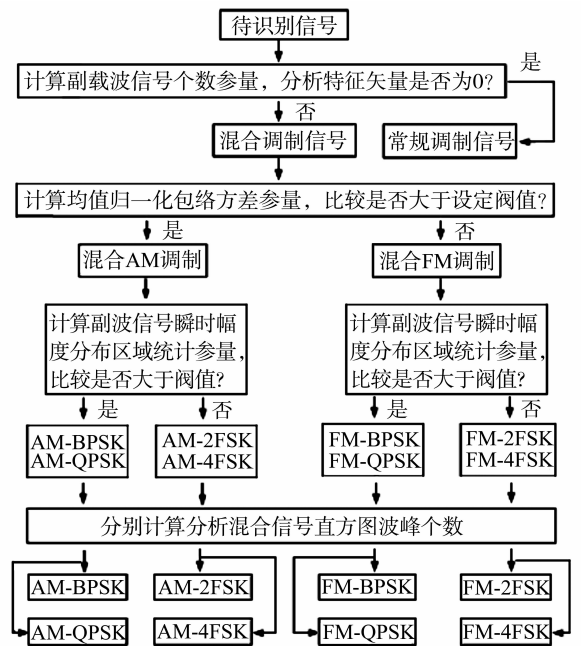 待识别信号
计算副载波信号个数参量，分析特征矢量是否为0？
是
否
混合调制信号
常规调制信号
计算均值归一化包络方差参量，比较是否大于设定阀值？
是
否
混合AM调制
混合FM调制
计算副波信号瞬时幅
度分布区域统计参量，
比较是否大于阀值？
计算副波信号瞬时幅
度分布区域统计参量，
比较是否大于阀值？
是
否
是
否
AM-BPSK
AM-QPSK
AM-2FSK
AM-4FSK
FM-BPSK
FM-QPSK
FM-2FSK
FM-4FSK
分别计算分析混合信号直方图波峰个数
AM-BPSK
AM-2FSK
FM-BPSK
FM-2FSK
AM-QPSK
AM-4FSK
FM-QPSK
FM-4FSK